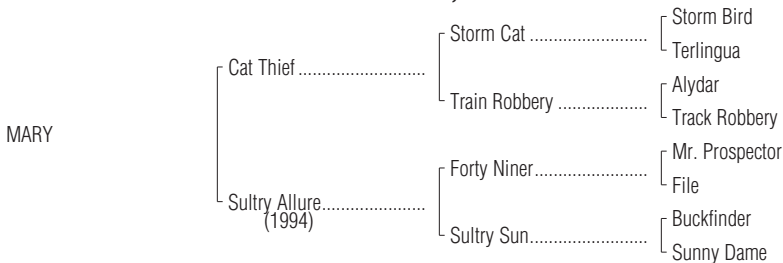 Storm Bird
Storm Cat ..........................
Terlingua
Cat Thief ............................
Alydar
Train Robbery ....................
Track Robbery
MARY
Mr. Prospector
Forty Niner.........................
File
Sultry Allure.......................
(1994)
Buckfinder
Sultry Sun..........................
Sunny Dame